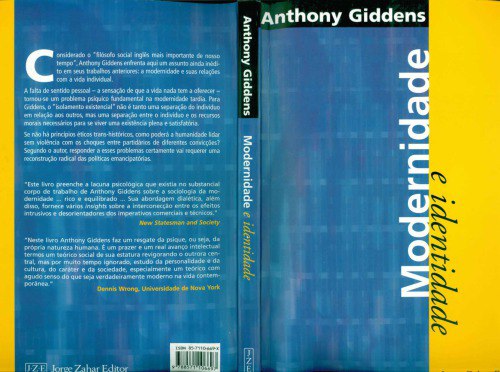 Considerado o "filósofo social inglês mais importante de nosso
tempo", Anthony Giddens enfrenta aqui um assunto ainda inédi-
to em seus trabalhos anteriores: a modernidade e suas relações
com a vida individual.
A falta de sentido pessoal – a sensação de que a vida nada tem a oferecer –
tornou-se um problema psíquico fundamental na modernidade tardia. Para
Giddens, o "isolamento existencial" não é tanto uma separação do indivíduo
em relação aos outros, mas uma separação entre o indivíduo e os recursos
morais necessários para se viver uma existência plena e satisfatória.
Se não há princípios éticos trans-históricos, como poderá a humanidade lidar
sem violência com os choques entre partidários de diferentes convicções?
Segundo o autor, responder a esses problemas certamente vai requerer uma
reconstrução radical das políticas emancipatórias.
"Este livro preenche a lacuna psicológica que existia no substancial
corpo de trabalho de Anthony Giddens sobre a sociologia da mo-
dernidade ... rico e equilibrado ... Sua abordagem dialética, além
disso, fornece vários insights sobre a interconexão entre os efeitos
intrusivos e desorientadores dos imperativos comerciais e técnicos."
New Statesman and Society
"Neste livro Anthony Giddens faz um resgate da psique, ou seja, da
própria natureza humana. É um prazer e um real avanço intelectual
termos um teórico social de sua estatura revigorando o outrora cen-
tral, mas por muito tempo ignorado, estudo da personalidade e da
cultura, do caráter e da sociedade, especialmente um teórico com
agudo senso do que seja verdadeiramente moderno na vida contem-
porânea."
Dennis Wrong, Universidade de Nova York
ISBN 85-7110-669-X
JZE Jorge Zahar Editor
Anthony Giddens
Modernidade e identidade
JZE
Anthony Giddens
Modernidade
e identidade